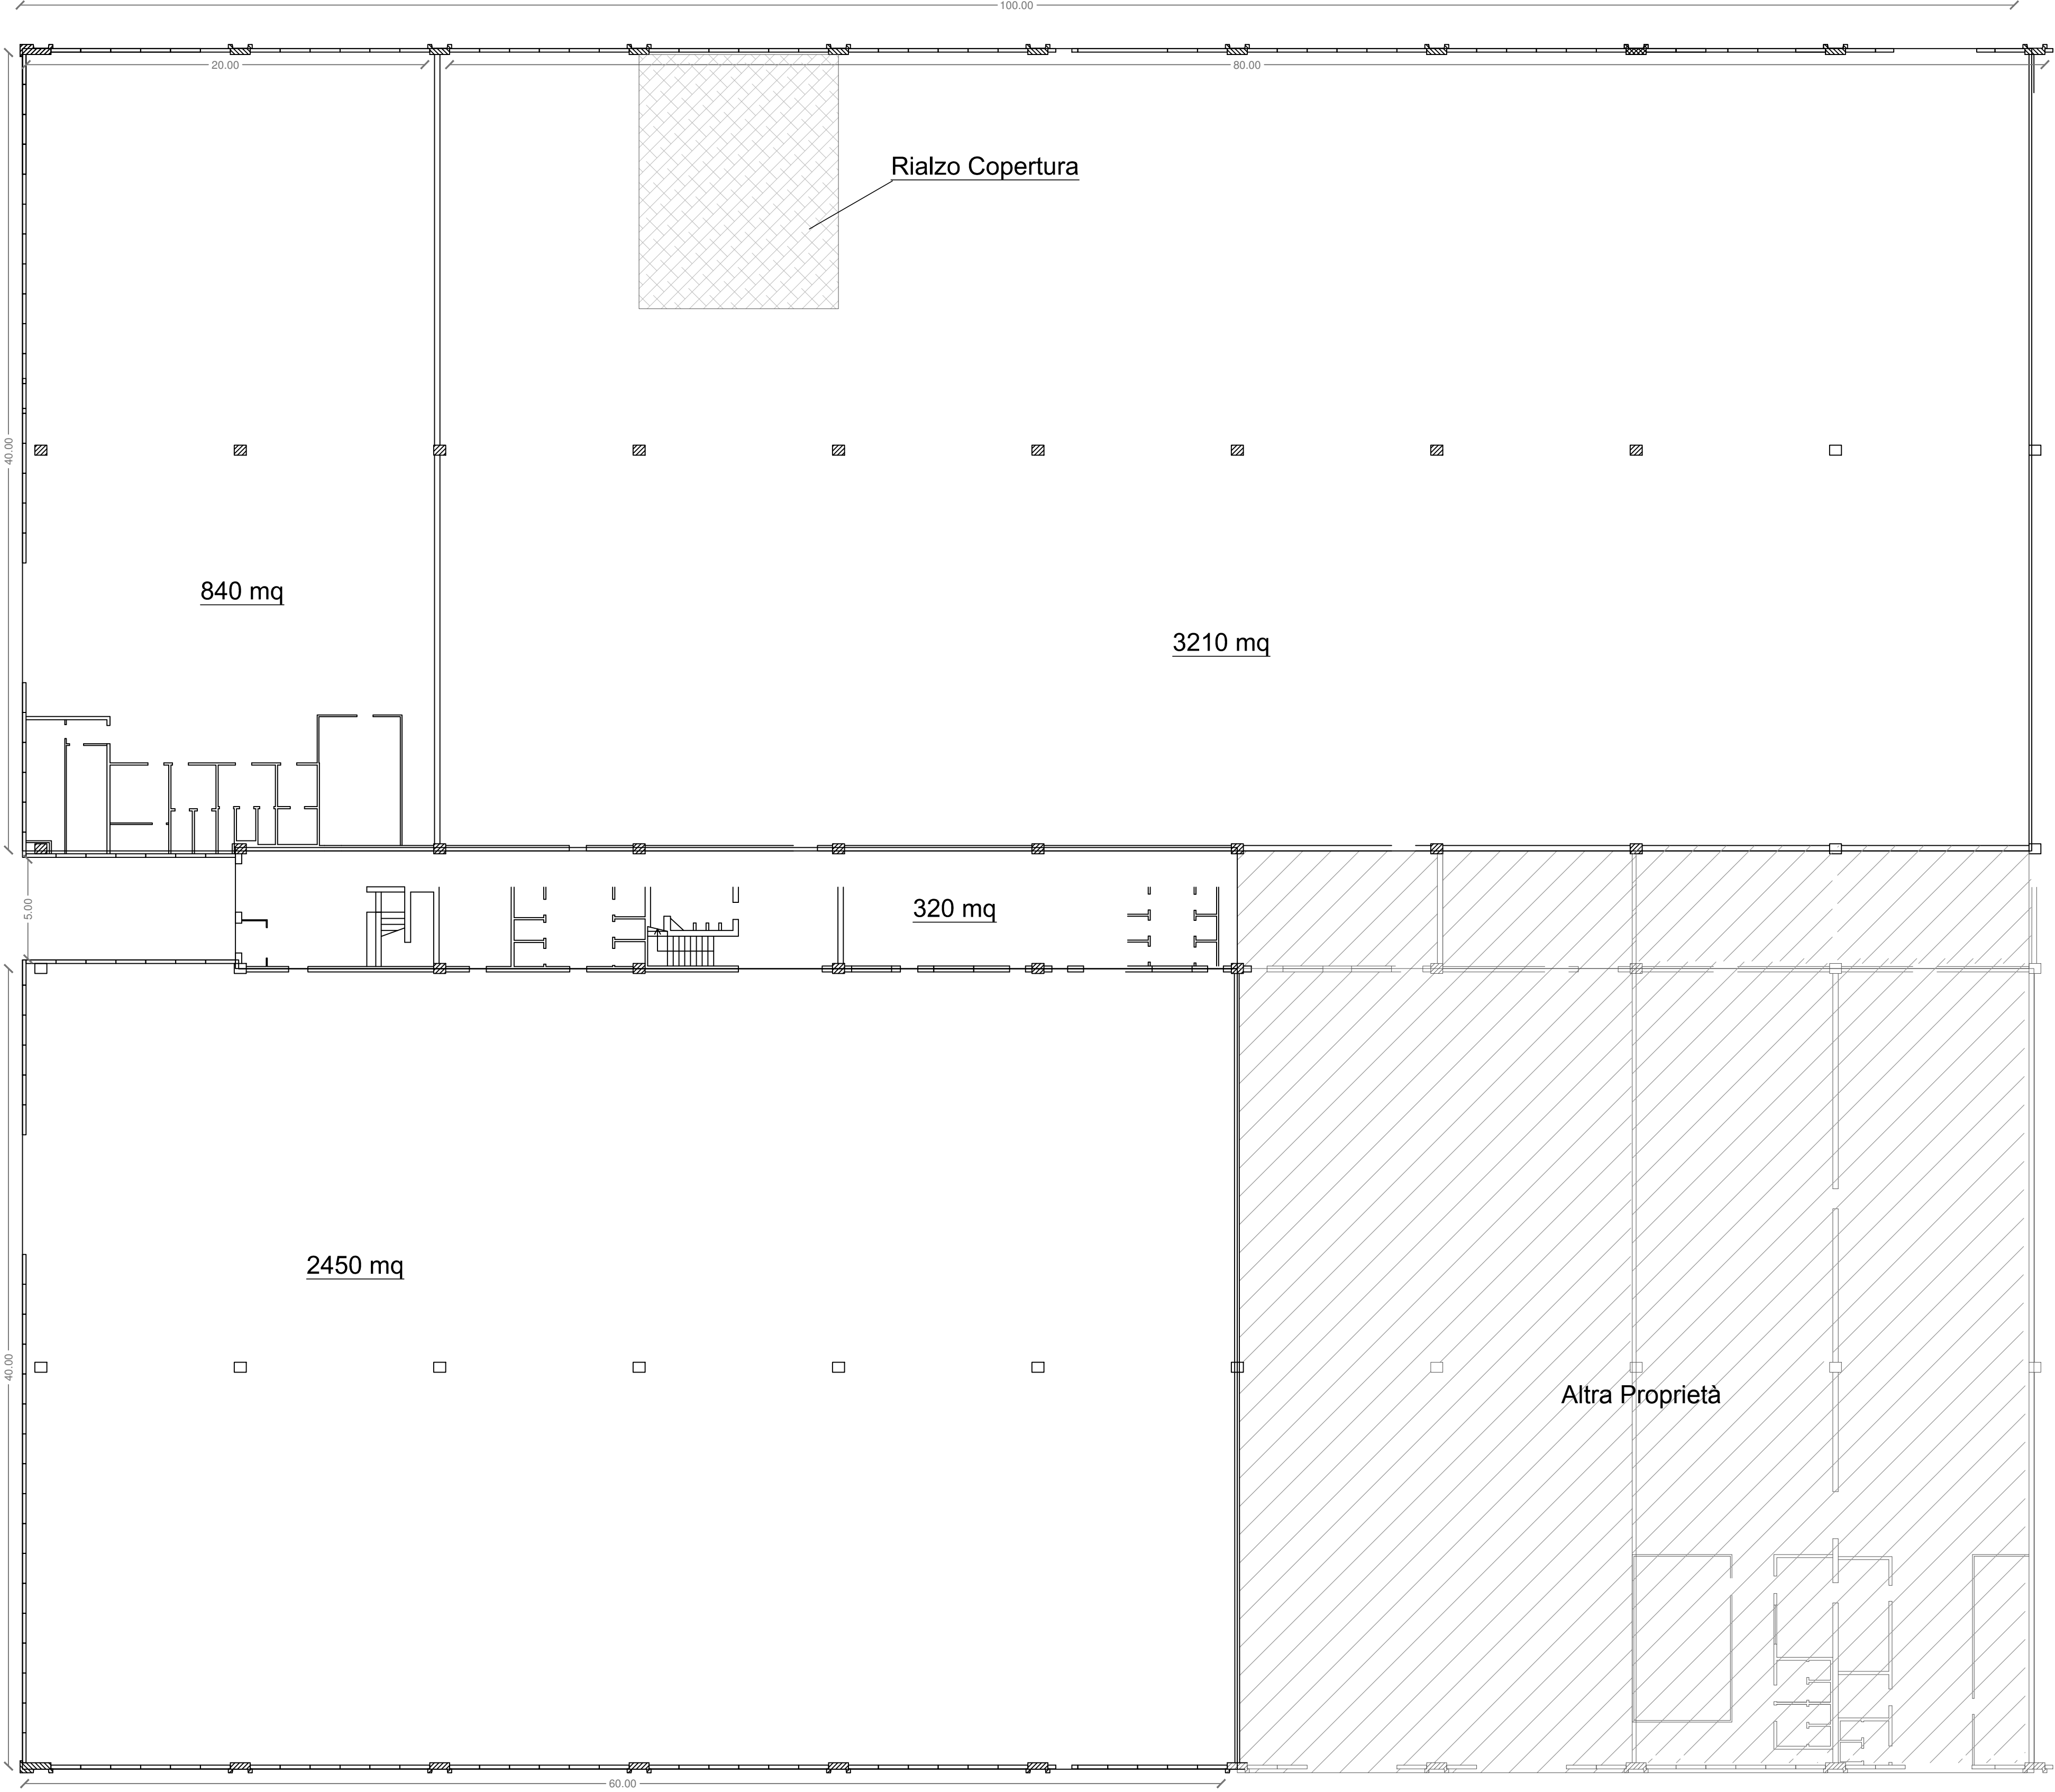 100.00
20.00
80.00
Rialzo Copertura
40.00
840 mq
3210 mq
5.00
320 mq
2450 mq
40.00
Altra Proprietà
60.00